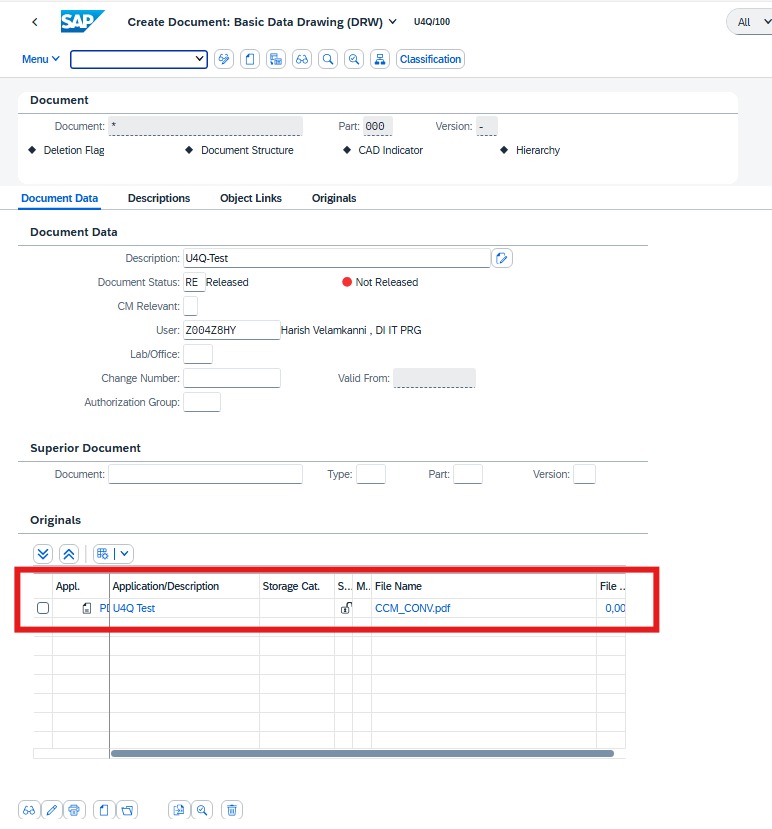 SAP Create Document: Basic Data Drawing (DRW) U4Q/100 All
Menu Classification
Document
Document: * Part: 000 Version: -
Deletion Flag Document Structure CAD Indicator Hierarchy
Document Data Descriptions Object Links Originals
Document Data
Description: U4Q-Test
Document Status: RE Released Not Released
CM Relevant:
User: Z004Z8HY Harish Velamkanni , DI IT PRG
Lab/Office:
Change Number: Valid From:
Authorization Group:
Superior Document
Document: Type: Part: Version:
Originals
Appl. Application/Description Storage Cat. S... M.. File Name File ..
U4Q Test CCM_CONV.pdf 0,00